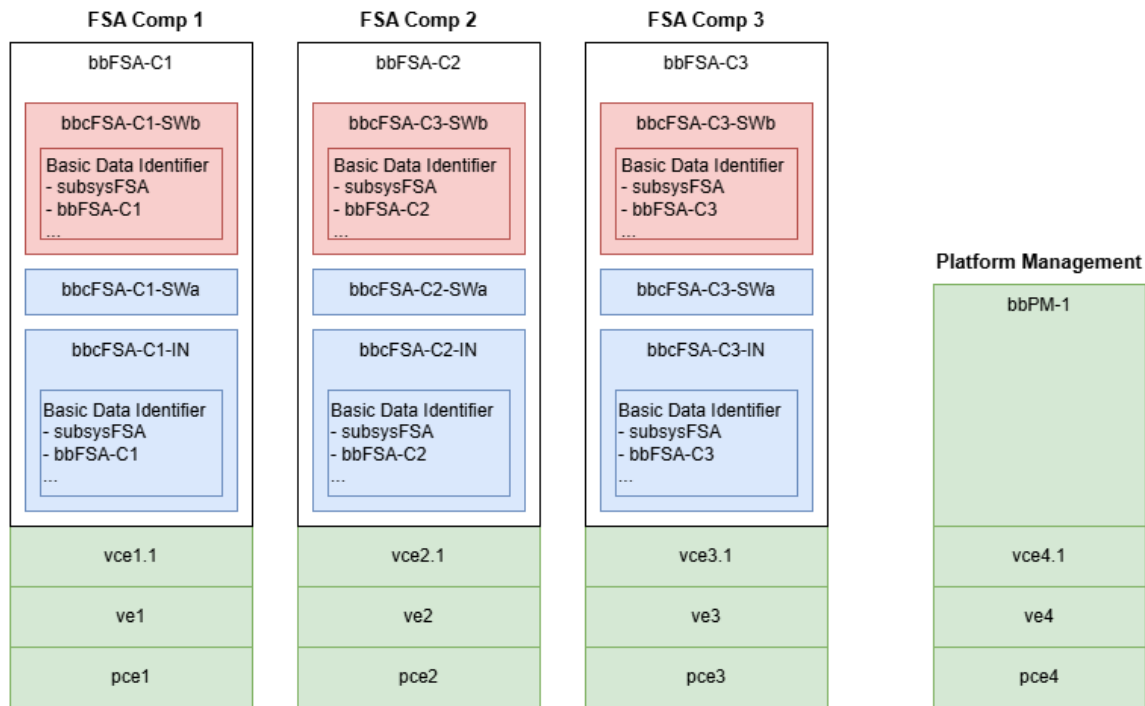 FSA Comp 1
bbFSA-C1
bbcFSA-C1-SWb
Basic Data Identifier
- subsysFSA
- bbFSA-C1
...
bbcFSA-C1-SWa
bbcFSA-C1-IN
Basic Data Identifier
- subsysFSA
- bbFSA-C1
...
vce1.1
ve1
pce1
FSA Comp 2
bbFSA-C2
bbcFSA-C3-SWb
Basic Data Identifier
- subsysFSA
- bbFSA-C2
...
bbcFSA-C2-SWa
bbcFSA-C2-IN
Basic Data Identifier
- subsysFSA
- bbFSA-C2
...
vce2.1
ve2
pce2
FSA Comp 3
bbFSA-C3
bbcFSA-C3-SWb
Basic Data Identifier
- subsysFSA
- bbFSA-C3
...
bbcFSA-C3-SWa
bbcFSA-C3-IN
Basic Data Identifier
- subsysFSA
- bbFSA-C3
...
vce3.1
ve3
pce3
Platform Management
bbPM-1
vce4.1
ve4
pce4